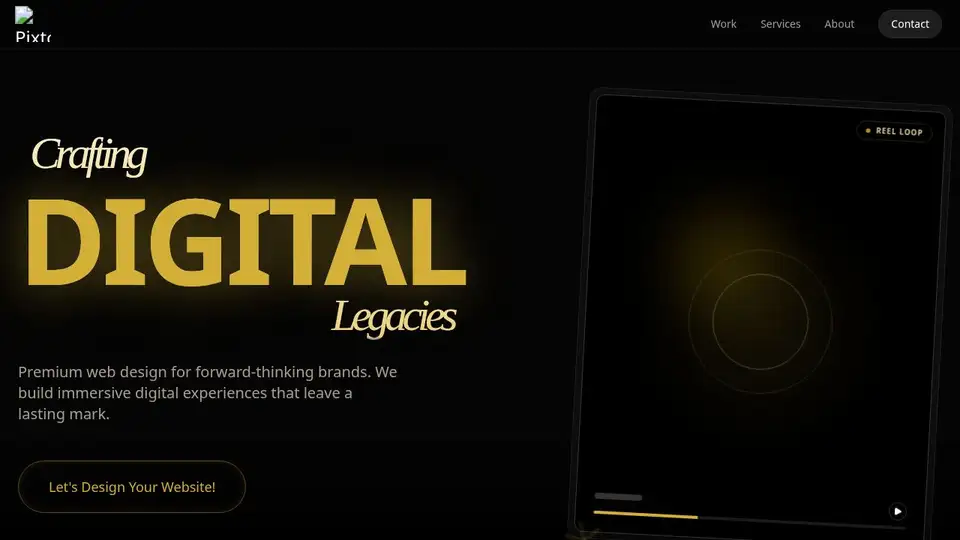 Work
Services
About
Contact
REEL LOOP
Crafting
DIGITAL
Legacies
Premium web design for forward-thinking brands. We
build immersive digital experiences that leave a
lasting mark.
Let's Design Your Website!